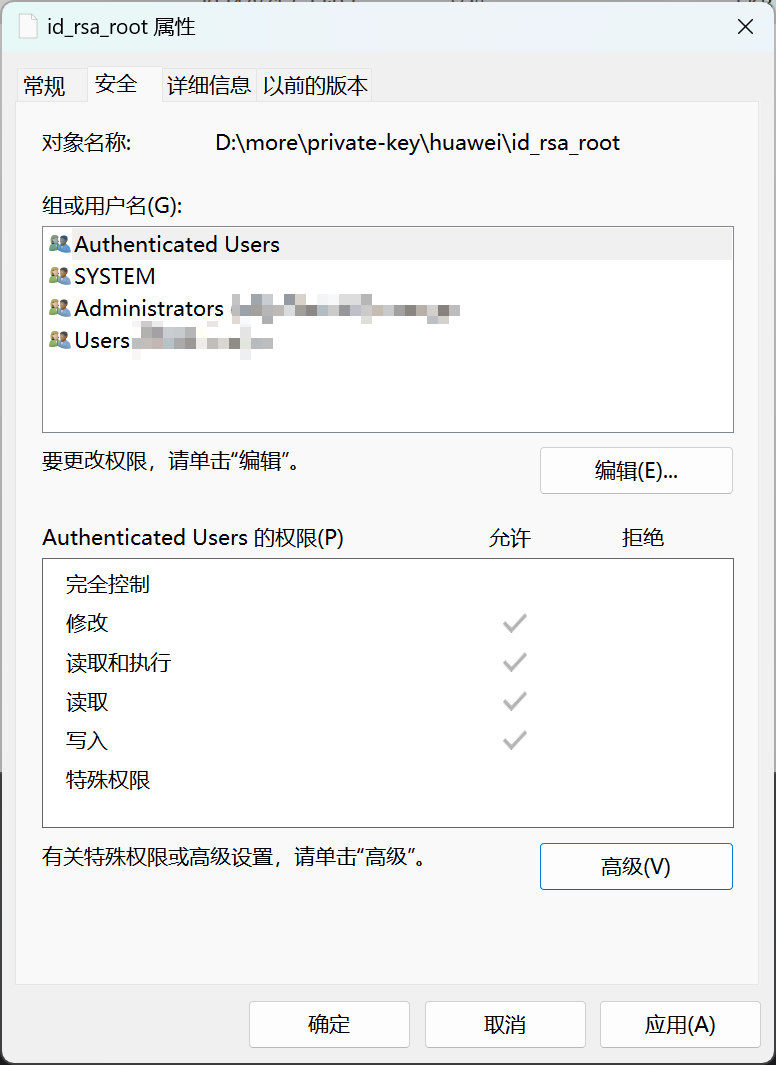 id_rsa_root 属性
常规 安全 详细信息 以前的版本
对象名称: D:\more\private-key\huawei\id_rsa_root
组或用户名(G):
Authenticated Users
SYSTEM
Administrators
Users
要更改权限，请单击“编辑”。
编辑(E)...
Authenticated Users 的权限(P) 允许 拒绝
完全控制
修改
读取和执行
读取
写入
特殊权限
有关特殊权限或高级设置，请单击“高级”。
高级(V)
确定 取消 应用(A)